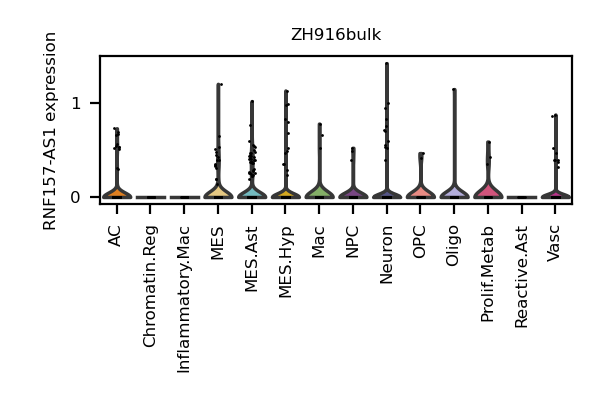 ZH916bulk
RNF157-AS1 expression
1
0
AC
Chromatin.Reg
Inflammatory.Mac
MES
MES.Ast
MES.Hyp
Mac
NPC
Neuron
OPC
Oligo
Prolif.Metab
Reactive.Ast
Vasc